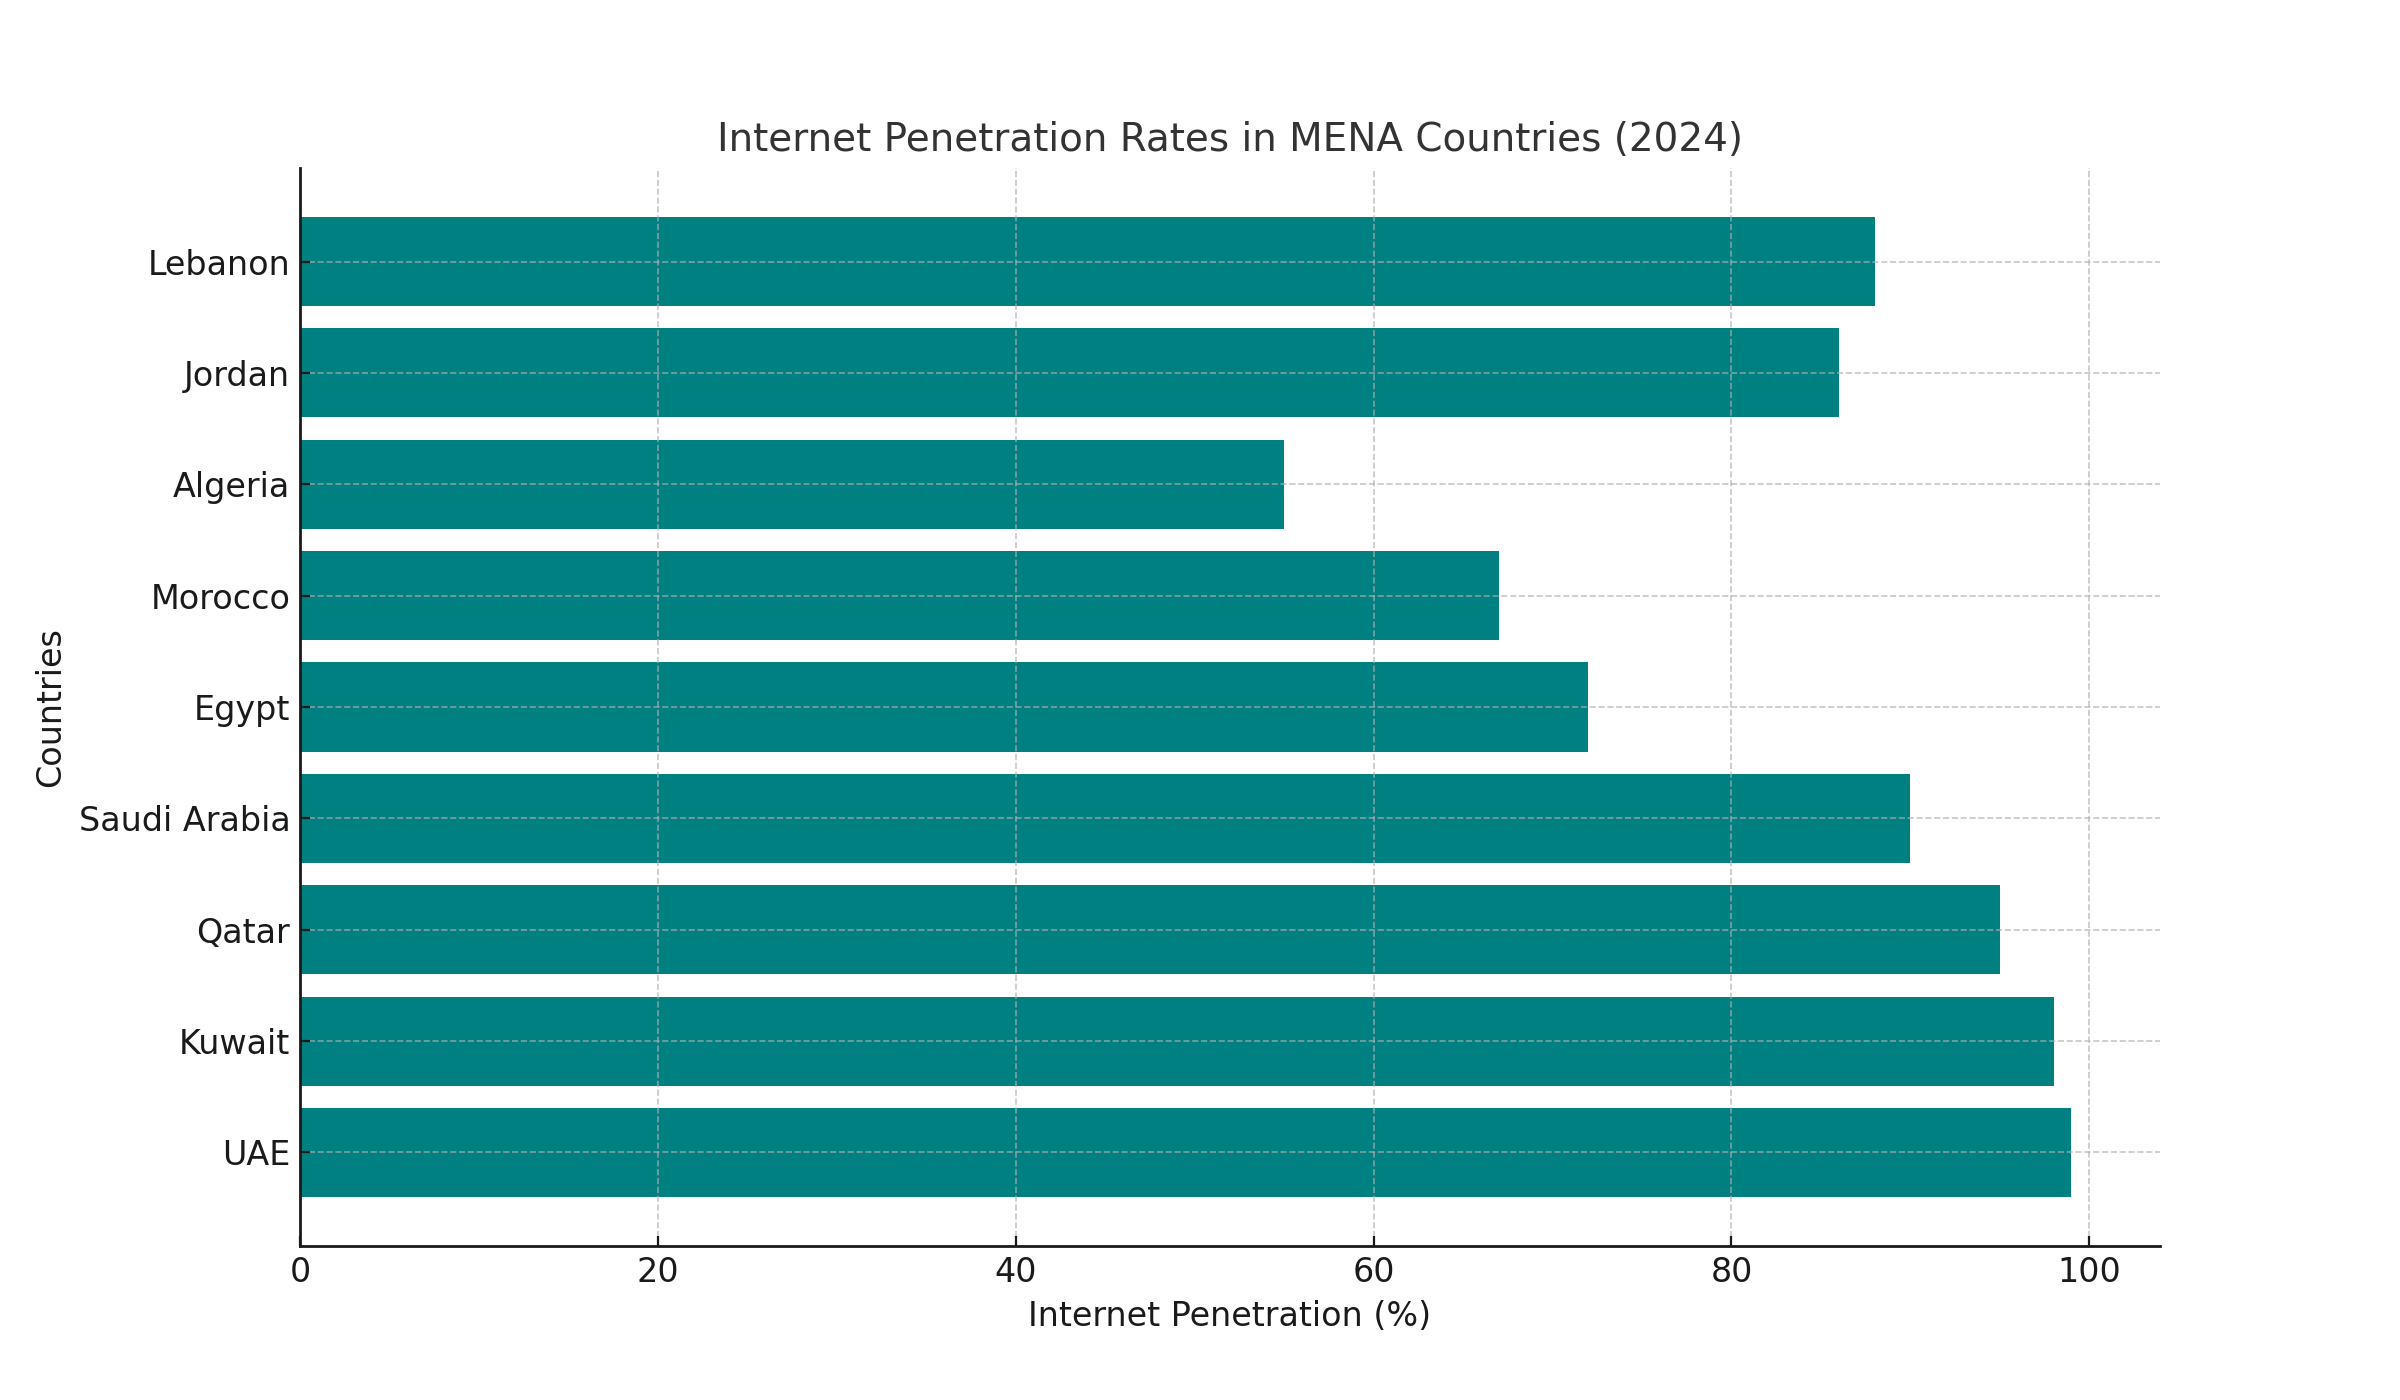 Internet Penetration Rates in MENA Countries (2024)
Countries
Lebanon
Jordan
Algeria
Morocco
Egypt
Saudi Arabia
Qatar
Kuwait
UAE
0 20 40 60 80 100
Internet Penetration (%)